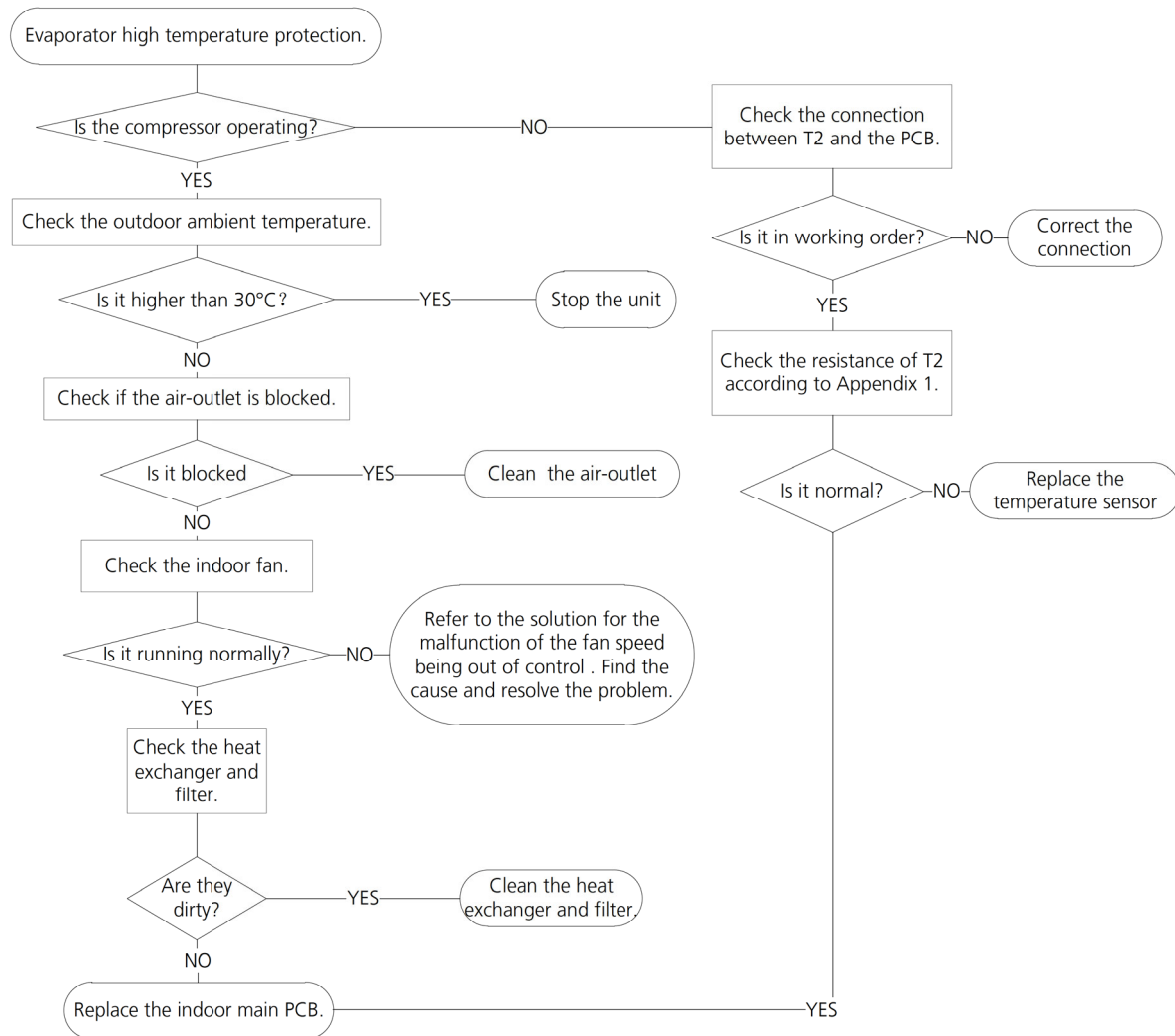 Evaporator high temperature protection.
Is the compressor operating?
NO
Check the connection
between T2 and the PCB.
YES
Check the outdoor ambient temperature.
Is it in working order?
NO
Correct the
connection
Is it higher than 30°C?
YES
Stop the unit
YES
NO
Check the resistance of T2
according to Appendix 1.
Check if the air-outlet is blocked.
Is it blocked
YES
Clean the air-outlet
Is it normal?
NO
Replace the
temperature sensor
NO
Check the indoor fan.
Is it running normally?
NO
Refer to the solution for the
malfunction of the fan speed
being out of control . Find the
cause and resolve the problem.
YES
Check the heat
exchanger and
filter.
Are they
dirty?
YES
Clean the heat
exchanger and filter.
NO
Replace the indoor main PCB.
YES